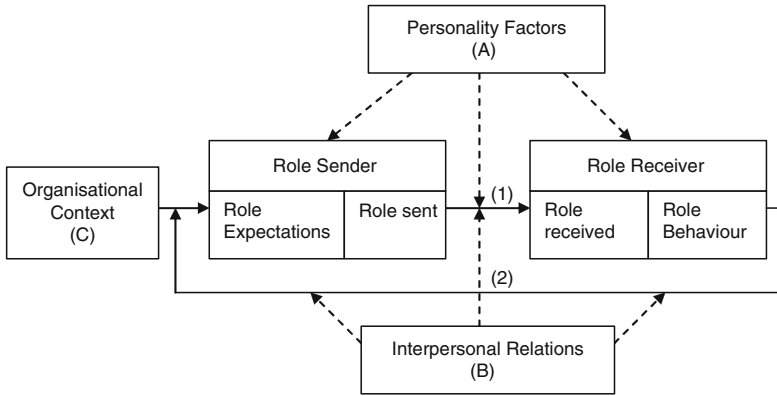 Personality Factors
(A)
Role Sender
Role Receiver
Organisational
Context
(C)
Role
Expectations
Role sent
(1)
Role
received
Role
Behaviour
(2)
Interpersonal Relations
(B)